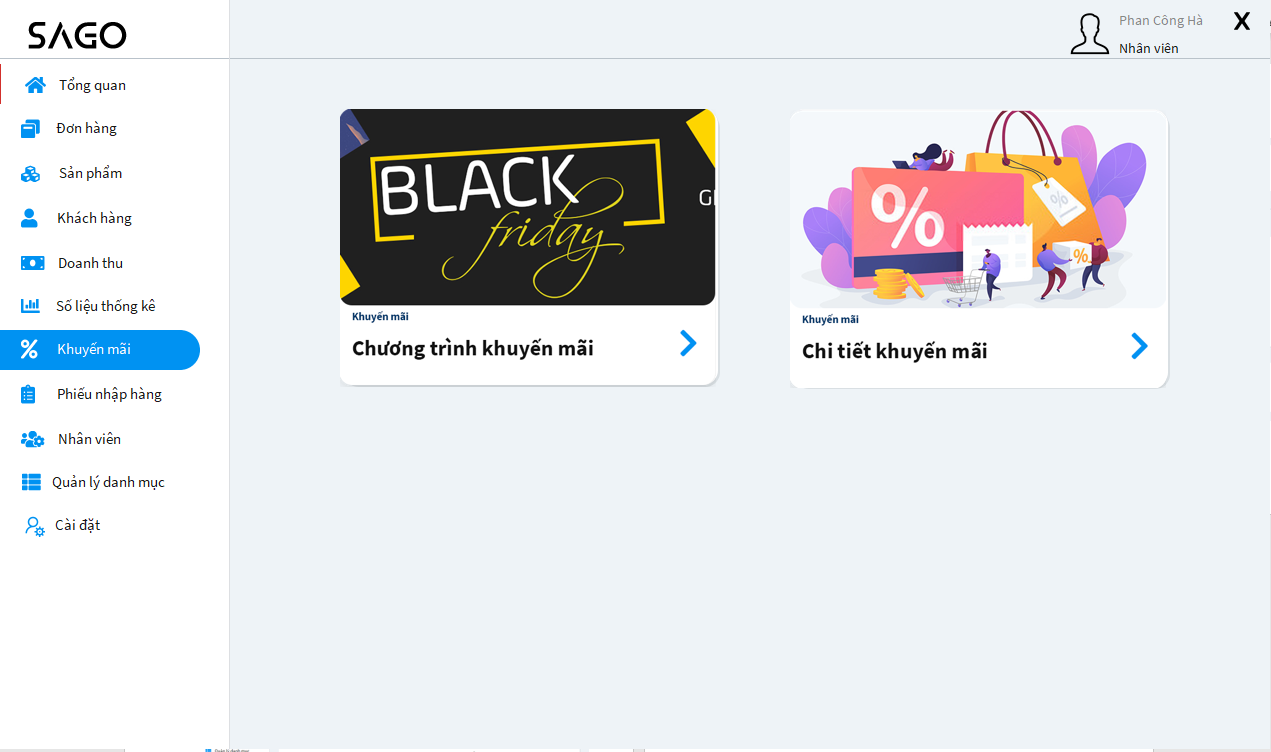 SAGO
Phan Công Hà
X
Nhân viên
Tổng quan
Đơn hàng
Sản phẩm
Khách hàng
Doanh thu
Số liệu thống kê
Khuyến mãi
Phiếu nhập hàng
Nhân viên
Quản lý danh mục
Cài đặt
BLACK
friday
%
%
%
Khuyến mãi
Chương trình khuyến mãi
Khuyến mãi
Chi tiết khuyến mãi